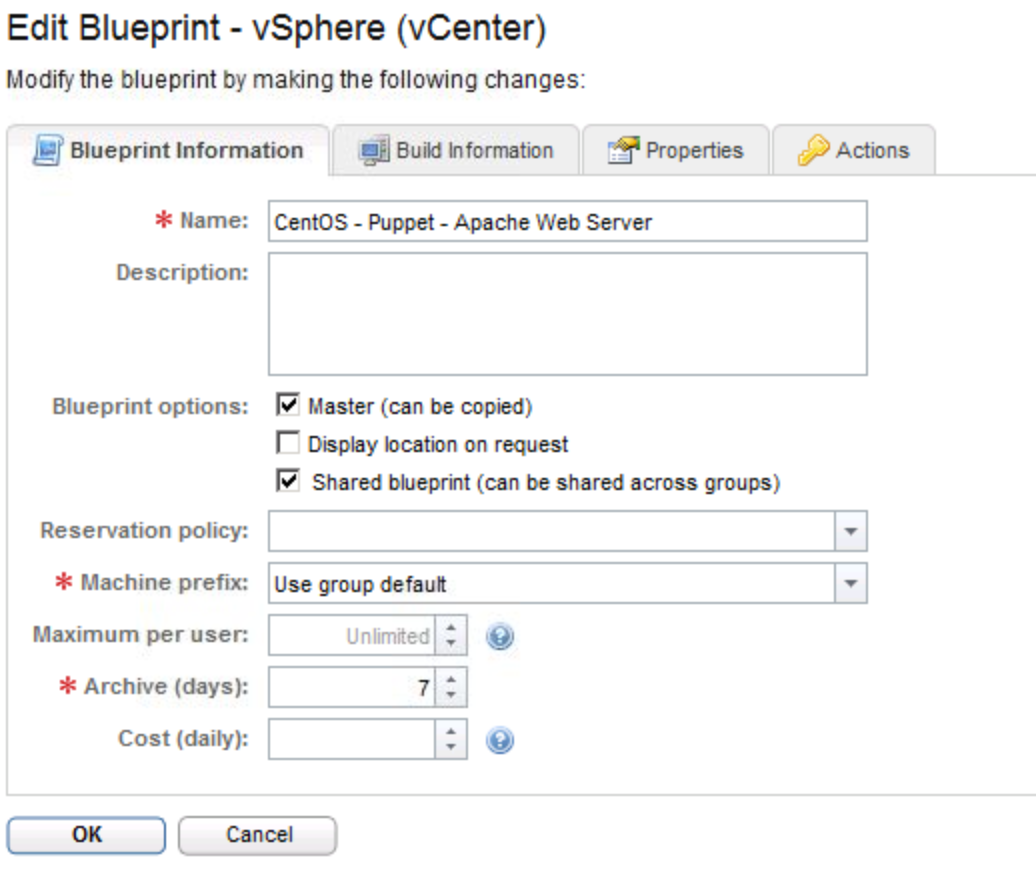 Edit Blueprint - vSphere (vCenter)
Modify the blueprint by making the following changes:
Blueprint Information Build Information Properties Actions
* Name: CentOS - Puppet - Apache Web Server
Description:
Blueprint options: Master (can be copied)
Display location on request
Shared blueprint (can be shared across groups)
Reservation policy:
* Machine prefix: Use group default
Maximum per user: Unlimited ?
* Archive (days): 7
Cost (daily): ?
OK Cancel